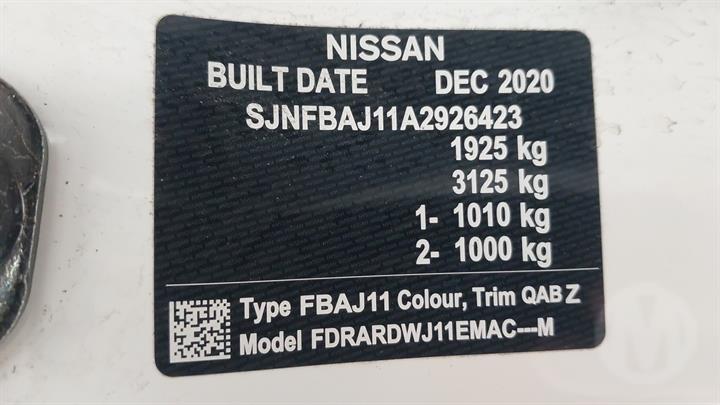 NISSAN
BUILT DATE DEC 2020
SJNFBAJ11A2926423
1925 kg
3125 kg
1- 1010 kg
2- 1000 kg
Type FBAJ11 Colour, Trim QAB Z
Model FDRARDWJ11EMAC---M